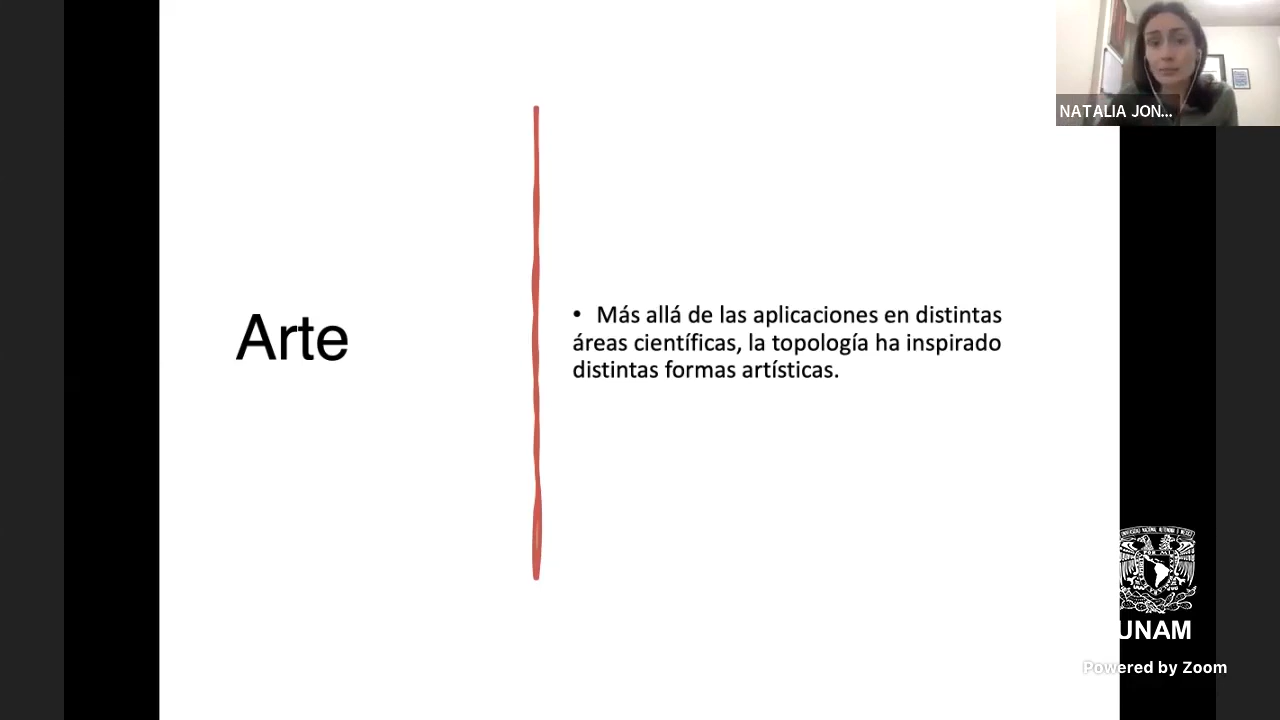 NATALIA JON...
Arte
• Más allá de las aplicaciones en distintas
áreas científicas, la topología ha inspirado
distintas formas artísticas.
UNAM
Powered by Zoom